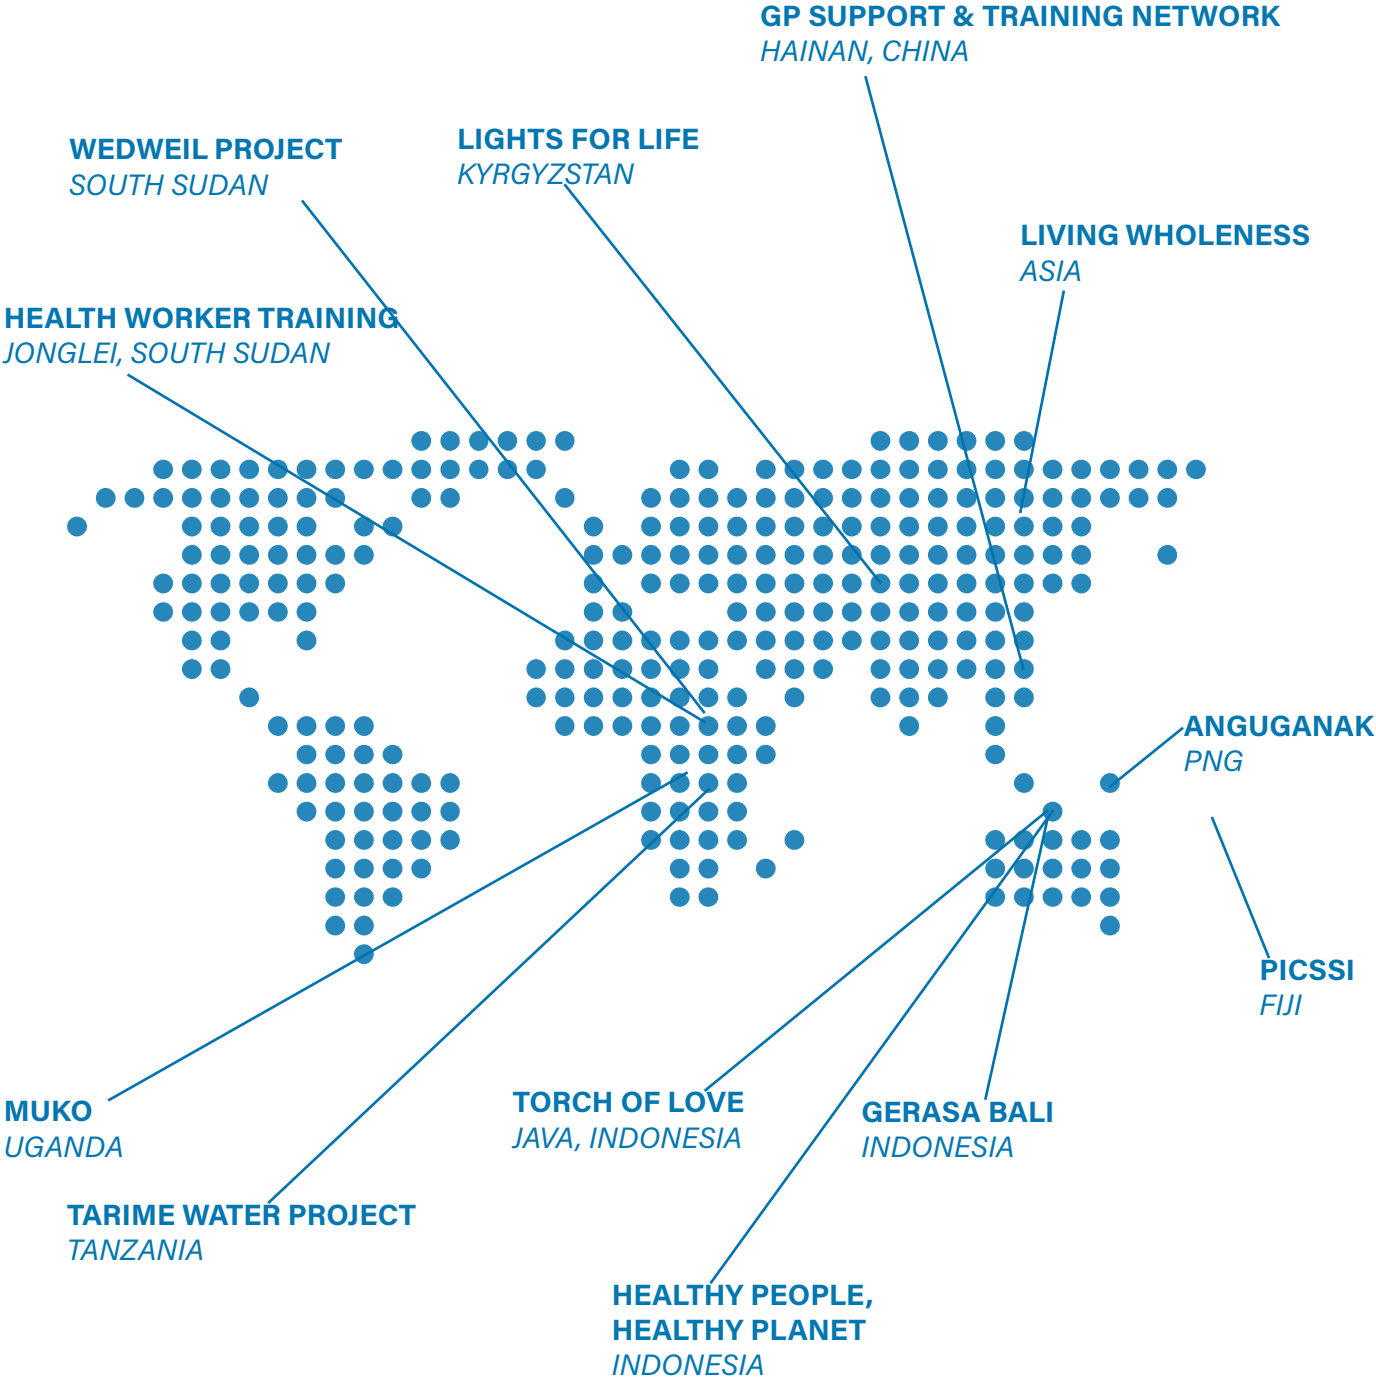 GP SUPPORT & TRAINING NETWORK
HAINAN, CHINA
WEDWEIL PROJECT
SOUTH SUDAN
LIGHTS FOR LIFE
KYRGYZSTAN
LIVING WHOLENESS
ASIA
HEALTH WORKER TRAINING
JONGLEI, SOUTH SUDAN
ANGUGANAK
PNG
PICSSI
FIJI
MUKO
UGANDA
TORCH OF LOVE
JAVA, INDONESIA
GERASA BALI
INDONESIA
TARIME WATER PROJECT
TANZANIA
HEALTHY PEOPLE,
HEALTHY PLANET
INDONESIA